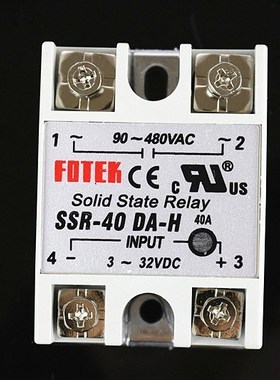 90~480VAC
1 ~ ~ 2
FOTEK CE c UR US
Solid State Relay
SSR-40 DA-H 40A
INPUT
4 - + 3
3 ~ 32VDC